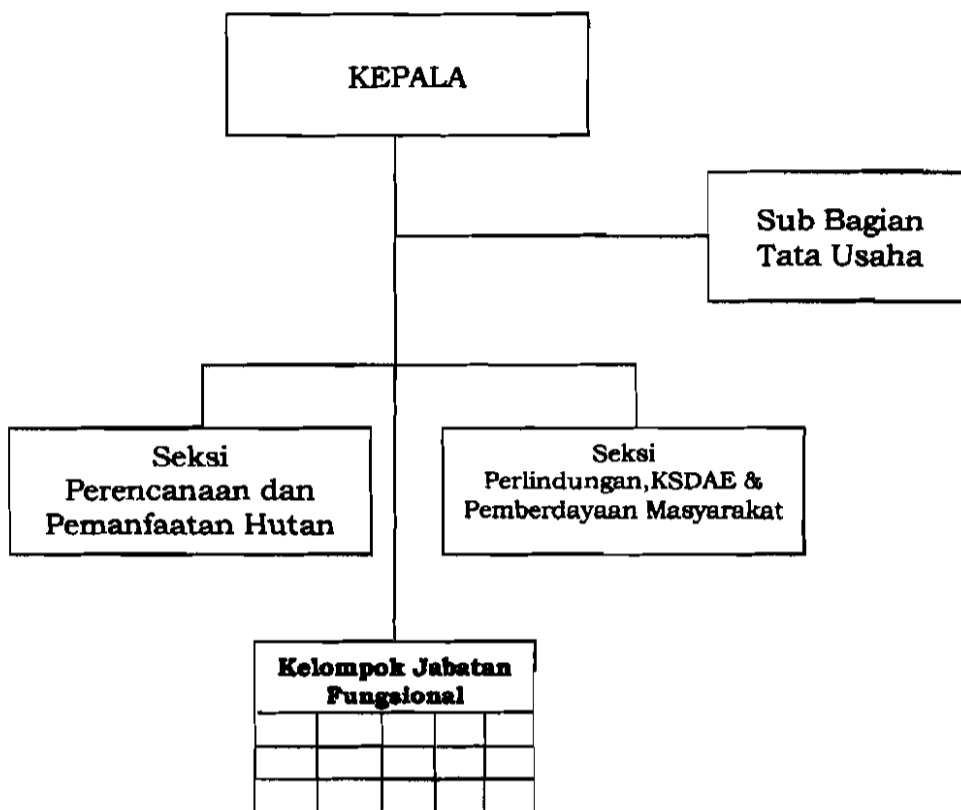 KEPALA
Sub Bagian
Tata Usaha
Seksi
Perencanaan dan
Pemanfaatan Hutan
Seksi
Perlindungan,KSDAE &
Pemberdayaan Masyarakat
Kelompok Jabatan
Fungsional